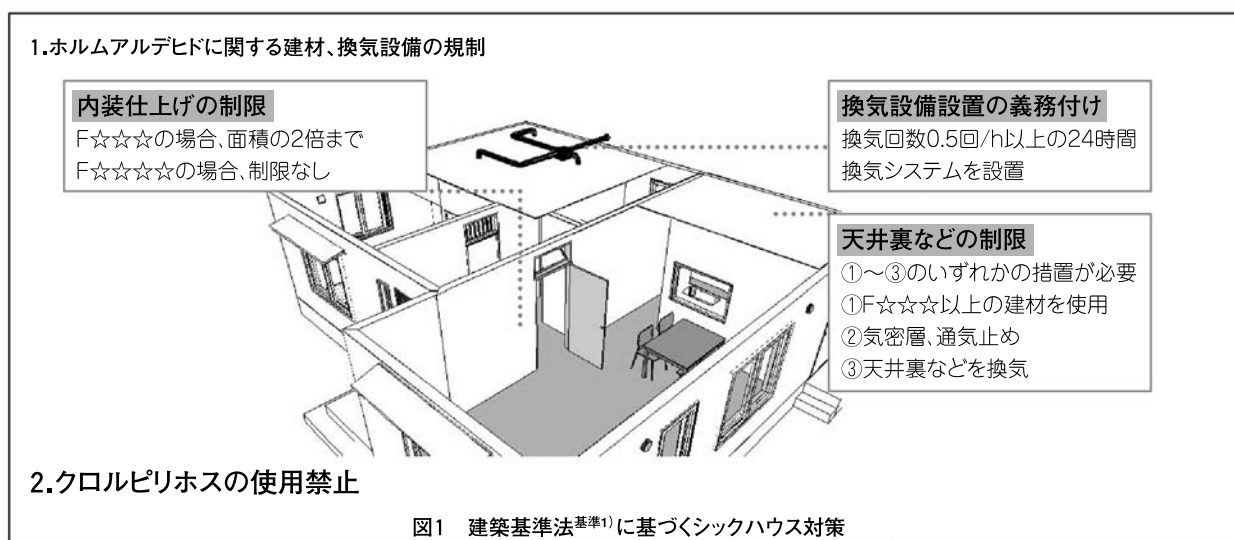 1.ホルムアルデヒドに関する建材、換気設備の規制
内装仕上げの制限
F☆☆☆の場合、面積の2倍まで
F☆☆☆☆の場合、制限なし
換気設備設置の義務付け
換気回数0.5回/h以上の24時間
換気システムを設置
天井裏などの制限
①～③のいずれかの措置が必要
①F☆☆☆以上の建材を使用
②気密層、通気止め
③天井裏などを換気
2.クロルピリホスの使用禁止
図1　建築基準法基準1)に基づくシックハウス対策